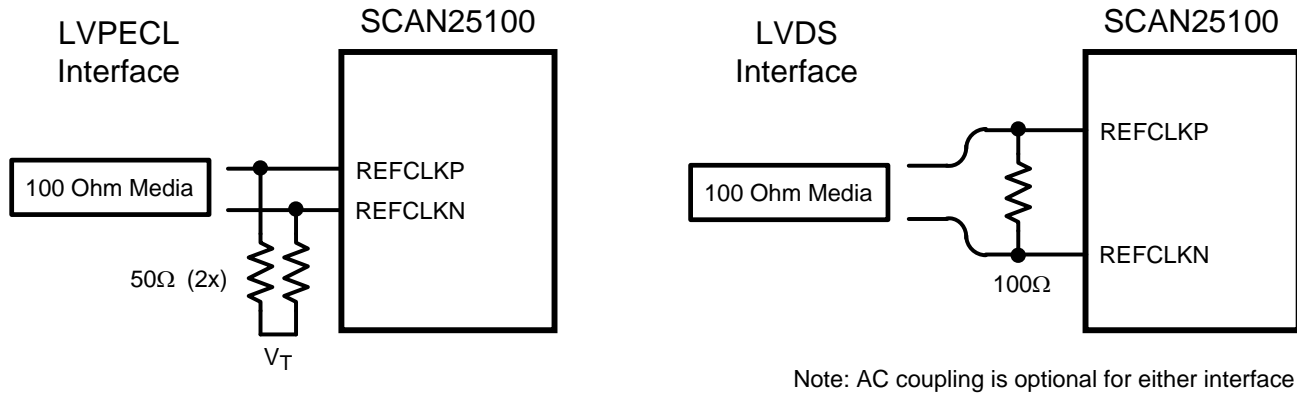 LVPECL
Interface
SCAN25100
100 Ohm Media
REFCLKP
REFCLKN
50Ω (2x)
VT
LVDS
Interface
SCAN25100
100 Ohm Media
REFCLKP
REFCLKN
100Ω
Note: AC coupling is optional for either interface